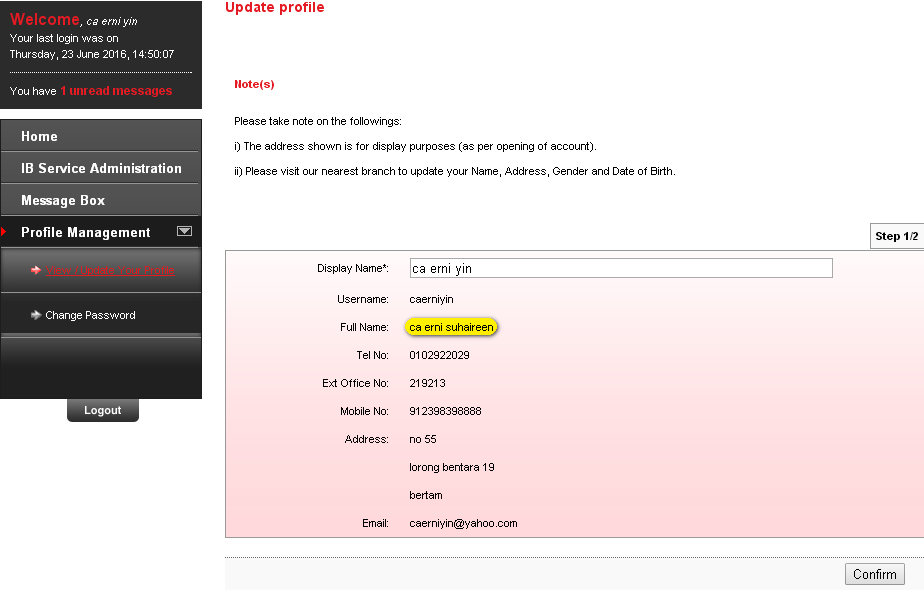 Welcome, ca erni yin
Your last login was on
Thursday, 23 June 2016, 14:50:07
You have 1 unread messages
Home
IB Service Administration
Message Box
Profile Management
View / Update Your Profile
Change Password
Logout
Update profile
Note(s)
Please take note on the followings:
i) The address shown is for display purposes (as per opening of account).
ii) Please visit our nearest branch to update your Name, Address, Gender and Date of Birth.
Step 1/2
Display Name*: ca erni yin
Username: caerniyin
Full Name: ca erni suhaireen
Tel No: 0102922029
Ext Office No: 219213
Mobile No: 912398398888
Address: no 55
lorong bentara 19
bertam
Email: caerniyin@yahoo.com
Confirm